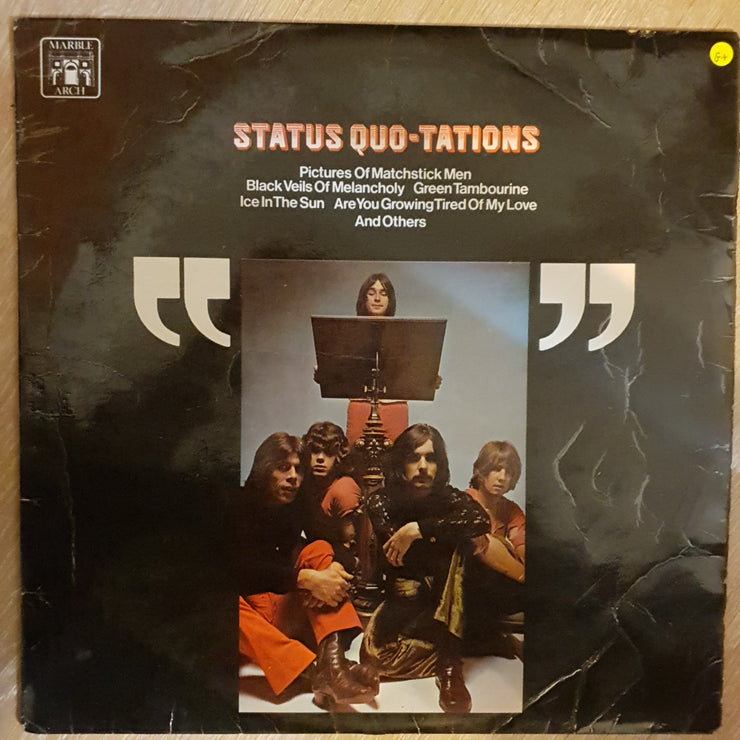 MARBLE
ARCH
G+
STATUS QUO-TATIONS
Pictures Of Matchstick Men
Black Veils Of Melancholy Green Tambourine
Ice In The Sun Are You Growing Tired Of My Love
And Others
“ ”